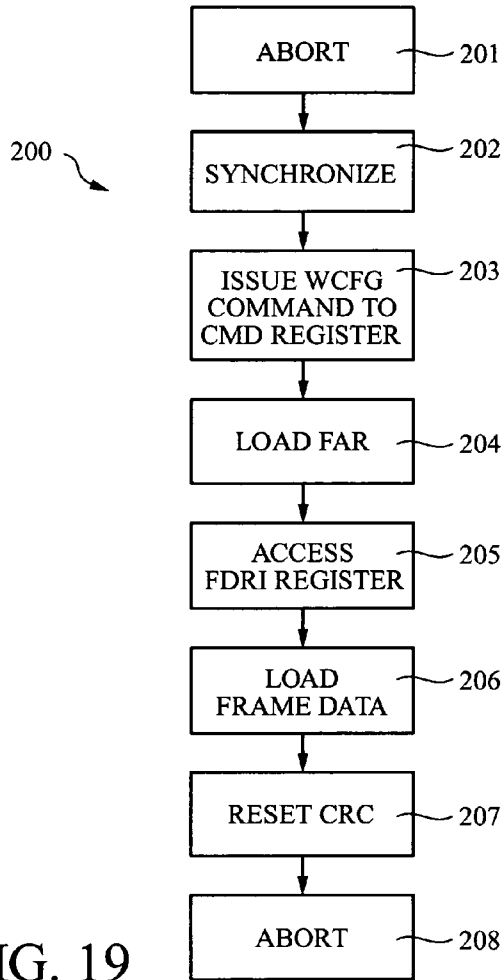 ABORT
201
200
SYNCHRONIZE
202
ISSUE WCFG
COMMAND TO
CMD REGISTER
203
LOAD FAR
204
ACCESS
FDRI REGISTER
205
LOAD
FRAME DATA
206
RESET CRC
207
ABORT
208
IG. 19